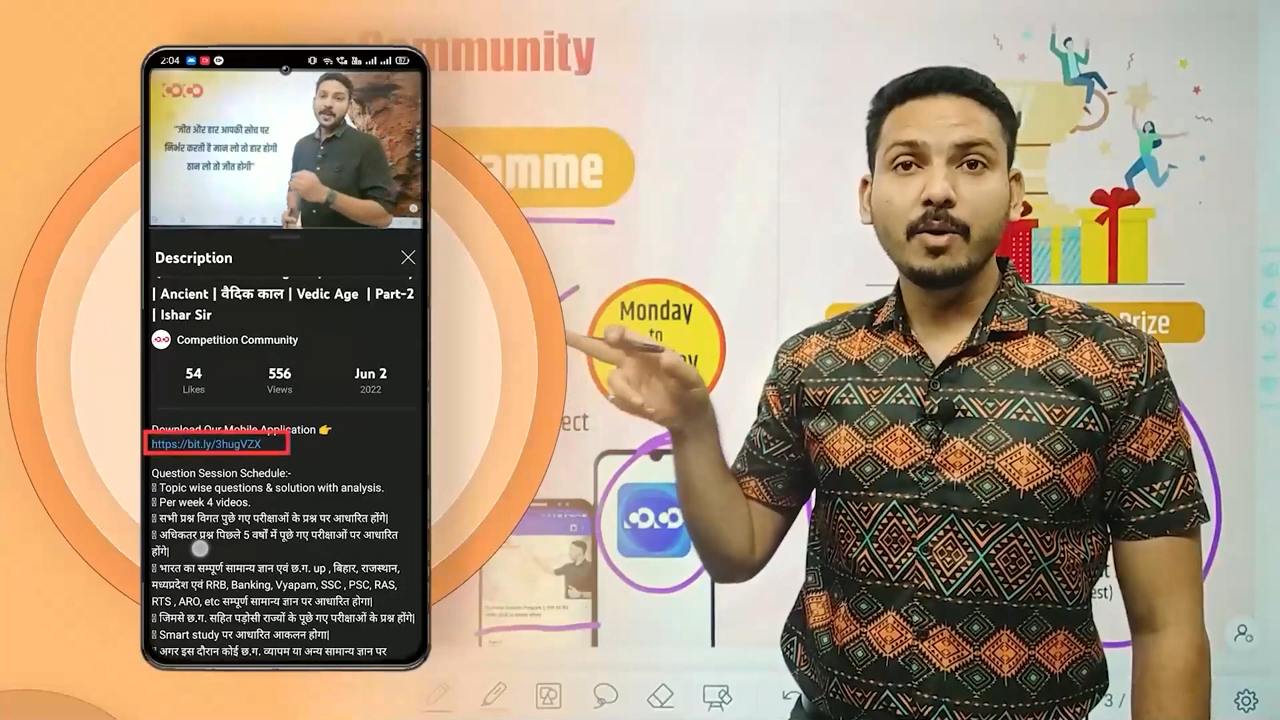 2:04
"जीत और हार आपकी सोच पर
निर्भर करती है मान लो तो हार होगी
ठान लो तो जीत होगी"
Description
| Ancient | वैदिक काल | Vedic Age | Part-2
| Ishar Sir
Competition Community
54 556 Jun 2
Likes Views 2022
Download Our Mobile Application 👉
https://bit.ly/3hugVZX
Question Session Schedule:-
Topic wise questions & solution with analysis.
Per week 4 videos.
सभी प्रश्न विगत पुछे गए परीक्षाओं के प्रश्न पर आधारित होंगे|
अधिकतर प्रश्न पिछले 5 वर्षो में पूछे गए परीक्षाओं पर आधारित
होंगे|
भारत का सम्पूर्ण सामान्य ज्ञान एवं छ.ग. up , बिहार, राजस्थान,
मध्यप्रदेश एवं RRB, Banking, Vyapam, SSC , PSC, RAS,
RTS , ARO, etc सम्पूर्ण सामान्य ज्ञान पर आधारित होगा|
जिमसे छ.ग. सहित पड़ोसी राज्यों के पूछे गए परीक्षाओं के प्रश्न होंगे|
Smart study पर आधारित आकलन होगा|
अगर इस दौरान कोई छ.ग. व्यापम या अन्य सामान्य ज्ञान पर
Community
amme
Monday
to
Prize